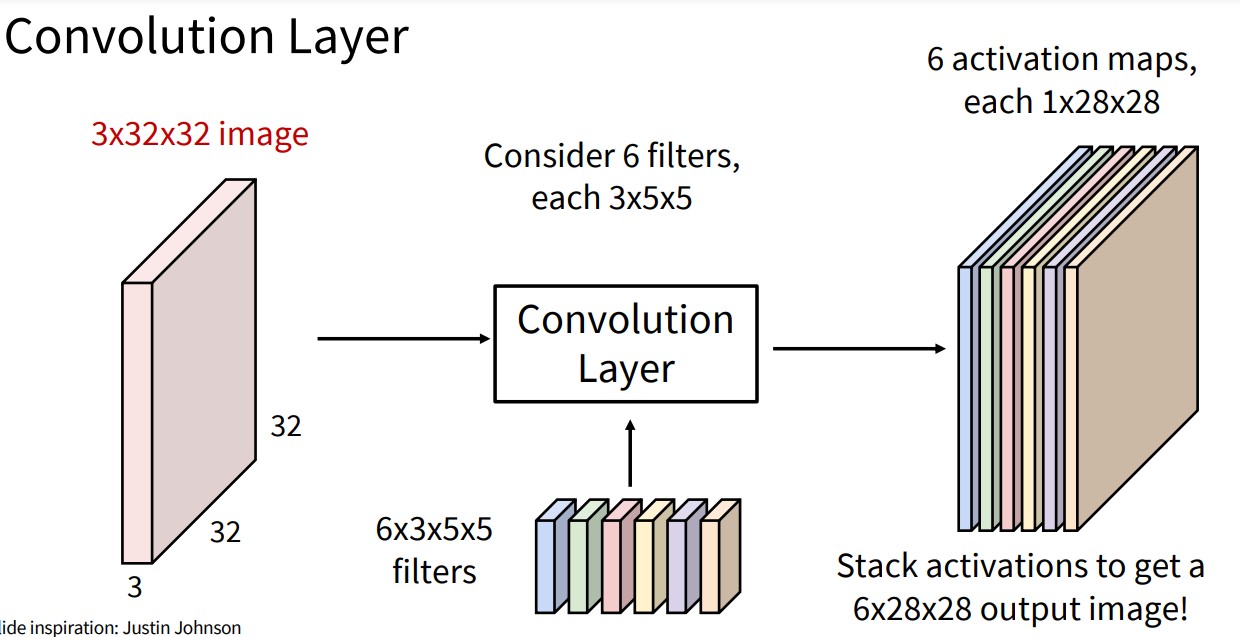 Convolution Layer
6 activation maps,
each 1x28x28
3x32x32 image
Consider 6 filters,
each 3x5x5
Convolution
Layer
32
32
3
6x3x5x5
filters
Stack activations to get a
6x28x28 output image!
lide inspiration: Justin Johnson